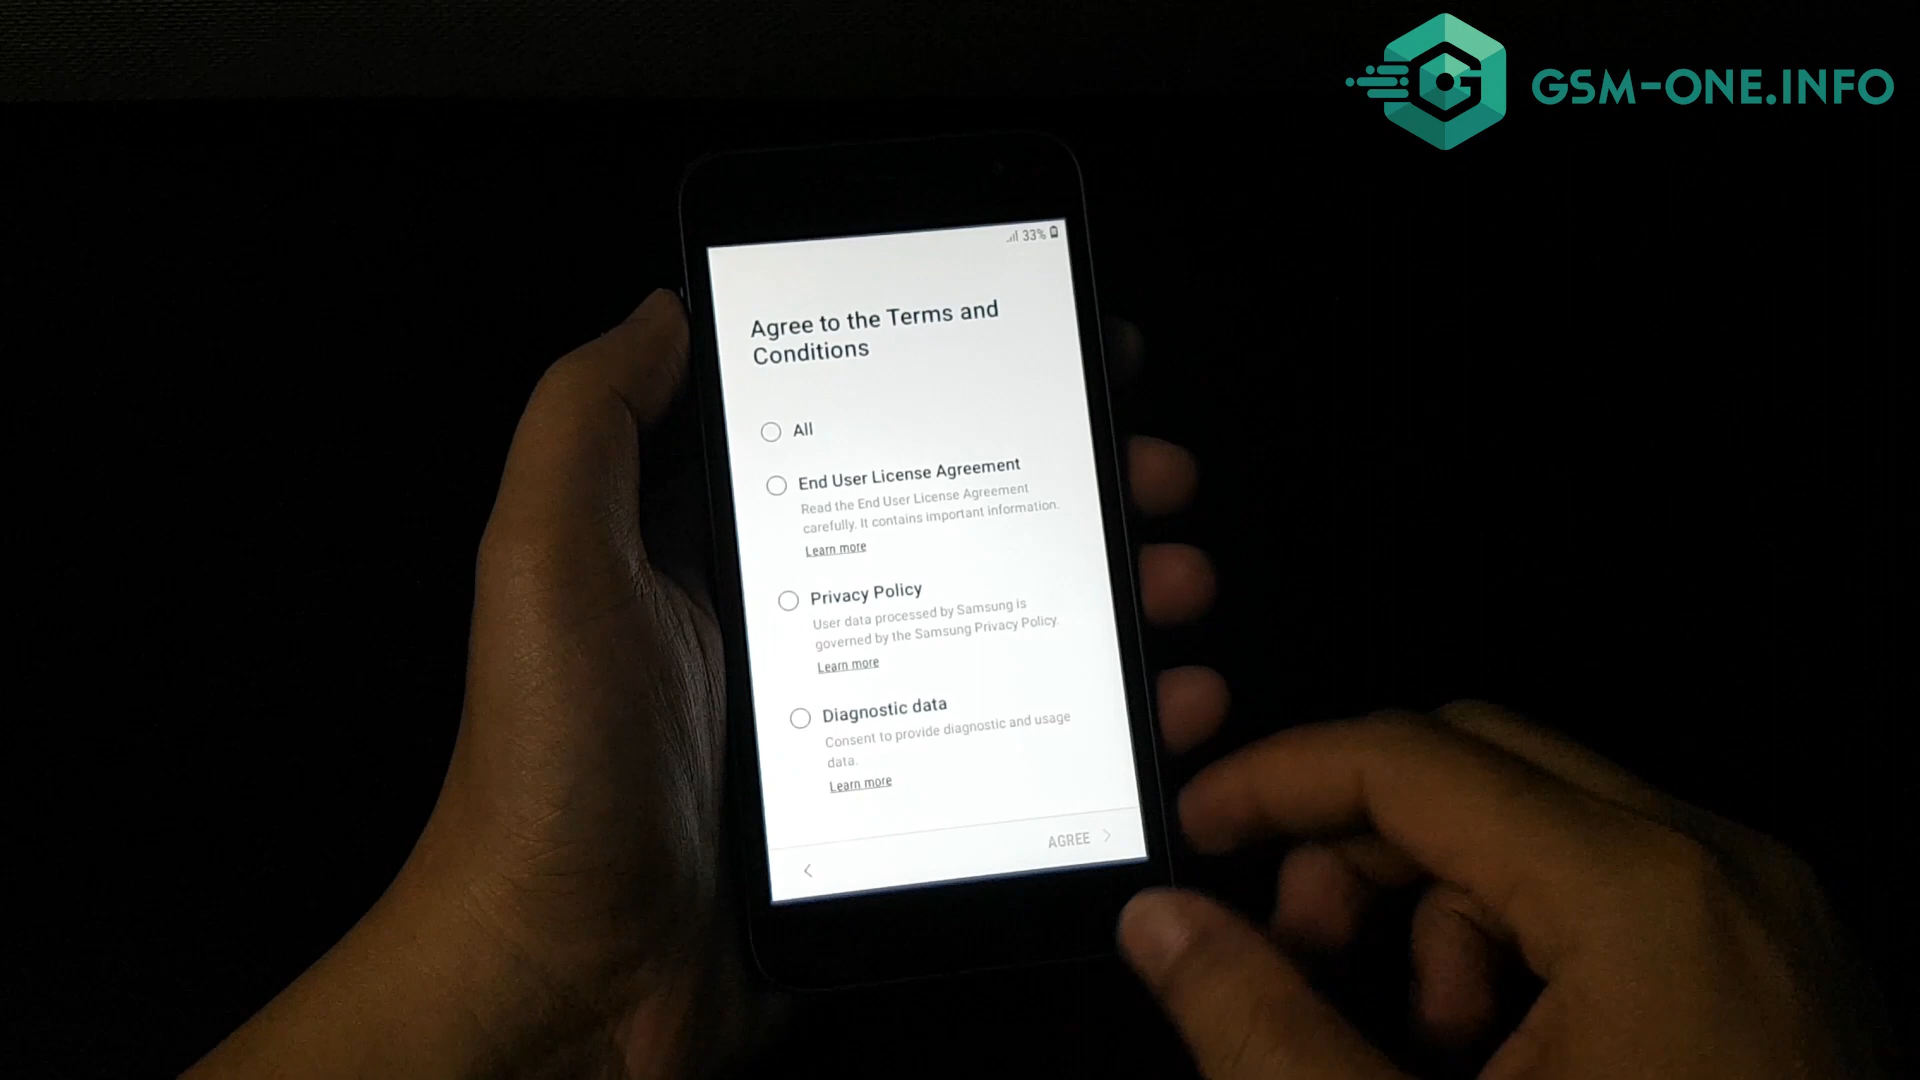 GSM-ONE.INFO
33%
Agree to the Terms and
Conditions
All
End User License Agreement
Read the End User License Agreement
carefully. It contains important information.
Learn more
Privacy Policy
User data processed by Samsung is
governed by the Samsung Privacy Policy.
Learn more
Diagnostic data
Consent to provide diagnostic and usage
data.
Learn more
AGREE